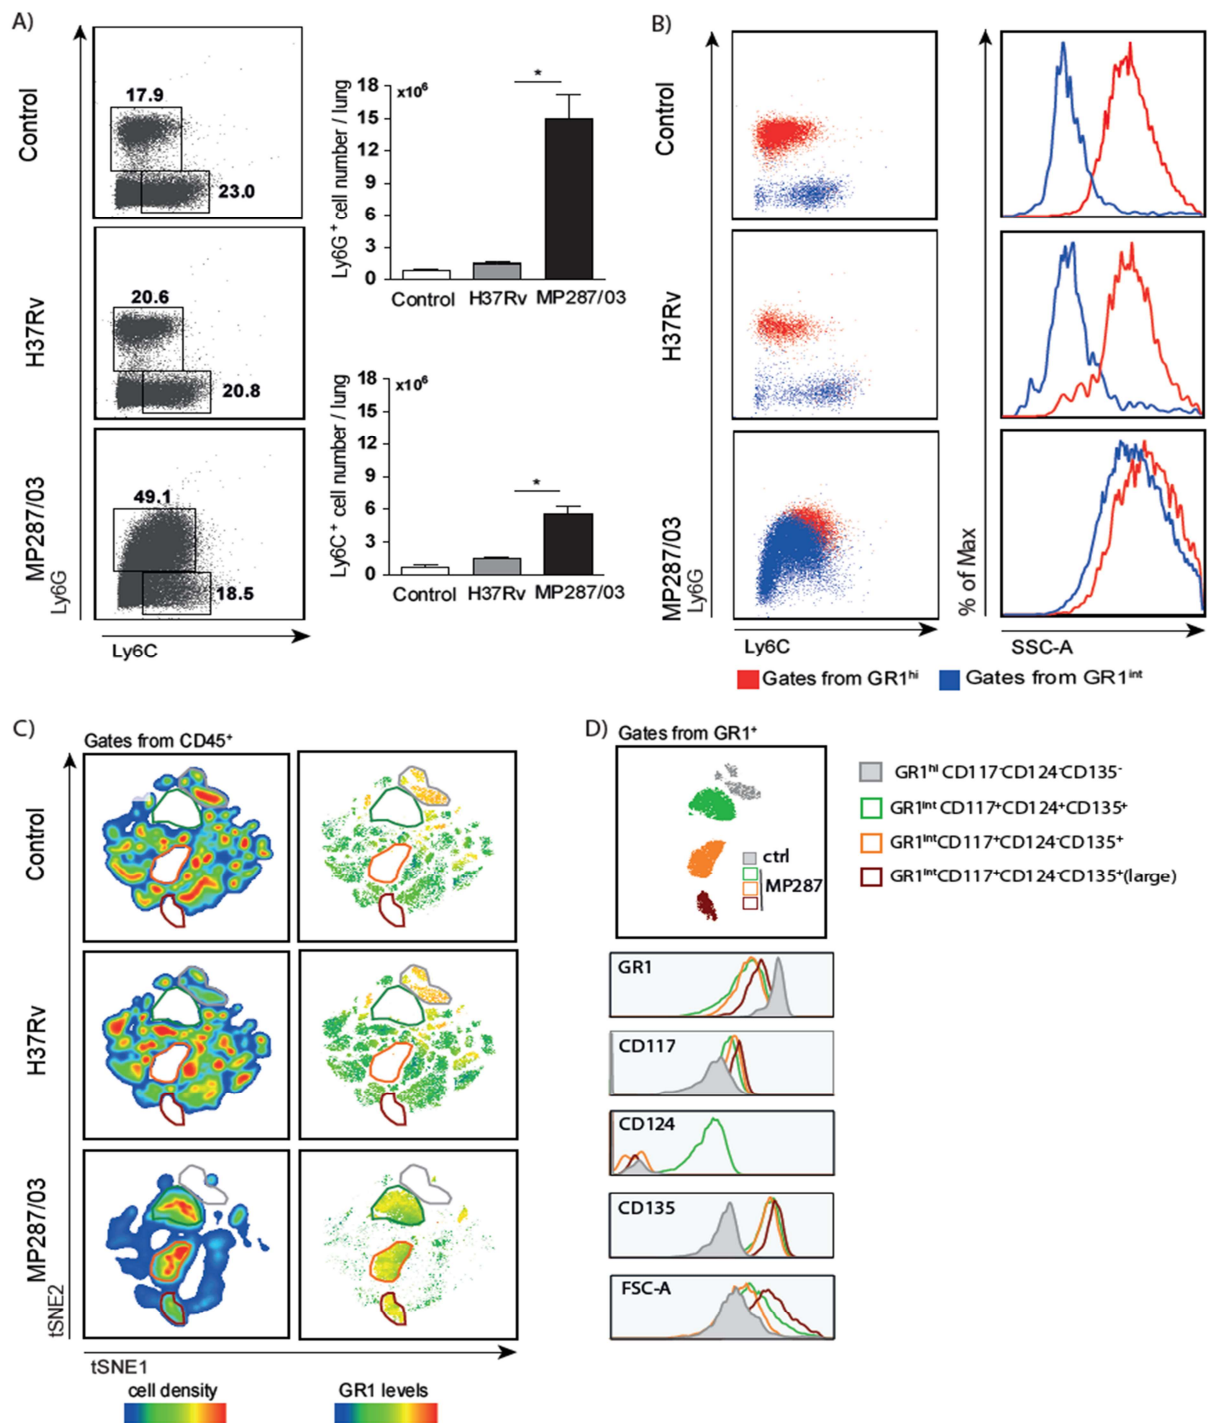 A)
Control
17.9
23.0
H37Rv
20.6
20.8
MP287/03
49.1
18.5
Ly6G
Ly6C
Ly6G+ cell number / lung
x10⁶
18
15
12
9
6
3
0
*
Control H37Rv MP287/03
Ly6C+ cell number / lung
x10⁶
18
15
12
9
6
3
0
*
Control H37Rv MP287/03
B)
Control
H37Rv
MP287/03
Ly6G
Ly6C
% of Max
SSC-A
Gates from GR1ʰⁱ
Gates from GR1ⁱⁿᵗ
C)
Gates from CD45⁺
Control
H37Rv
MP287/03
tSNE2
tSNE1
cell density
GR1 levels
D)
Gates from GR1⁺
ctrl
MP287
GR1ʰⁱ CD117⁻CD124⁻CD135⁻
GR1ⁱⁿᵗ CD117⁺CD124⁺CD135⁺
GR1ⁱⁿᵗCD117⁺CD124⁻CD135⁺
GR1ⁱⁿᵗCD117⁺CD124⁻CD135⁺(large)
GR1
CD117
CD124
CD135
FSC-A